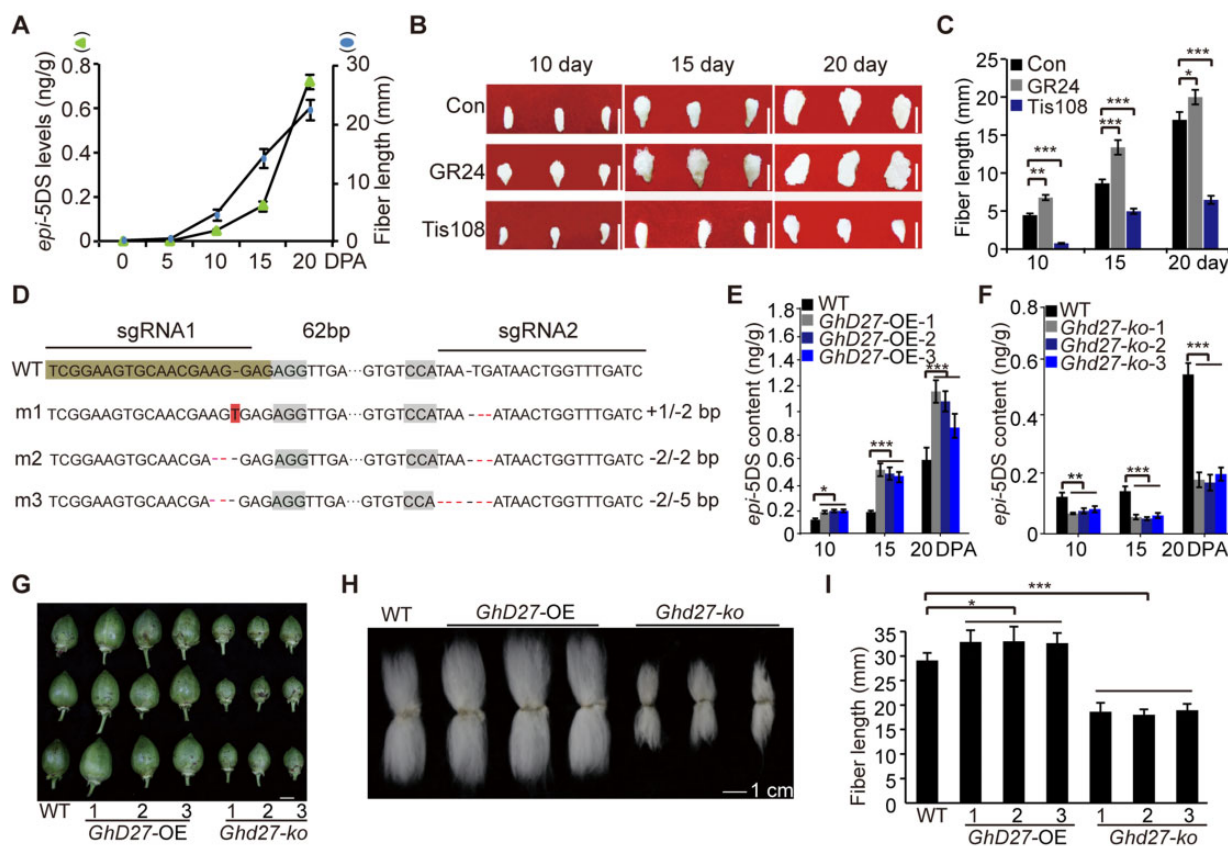 A
epi-5DS levels (ng/g)
0.8
0.6
0.4
0.2
0
30
20
10
0
Fiber length (mm)
0 5 10 15 20 DPA
B
10 day 15 day 20 day
Con
GR24
Tis108
C
Fiber length (mm)
25
20
15
10
5
0
Con
GR24
Tis108
** ***
*** ***
* ***
10 15 20 day
D
sgRNA1 62bp sgRNA2
WT TCGGAAGTGCAACGAAG-GAGAGGTTGA···GTGTCCATAA-TGATAACTGGTTTGATC
m1 TCGGAAGTGCAACGAAGTGAGAGGTTGA···GTGTCCATAA---ATAACTGGTTTGATC +1/-2 bp
m2 TCGGAAGTGCAACGA---GAGAGGTTGA···GTGTCCATAA---ATAACTGGTTTGATC -2/-2 bp
m3 TCGGAAGTGCAACGA---GAGAGGTTGA···GTGTCCA------ATAACTGGTTTGATC -2/-5 bp
E
epi-5DS content (ng/g)
1.8
1.6
1.4
1.2
1
0.8
0.6
0.4
0.2
0
WT
GhD27-OE-1
GhD27-OE-2
GhD27-OE-3
*
***
***
10 15 20 DPA
F
epi-5DS content (ng/g)
0.8
0.6
0.4
0.2
0
WT
Ghd27-ko-1
Ghd27-ko-2
Ghd27-ko-3
**
***
***
10 15 20 DPA
G
WT 1 2 3 1 2 3
GhD27-OE Ghd27-ko
H
WT GhD27-OE Ghd27-ko
1 cm
I
Fiber length (mm)
35
30
25
20
15
10
5
0
***
*
WT 1 2 3 1 2 3
GhD27-OE Ghd27-ko